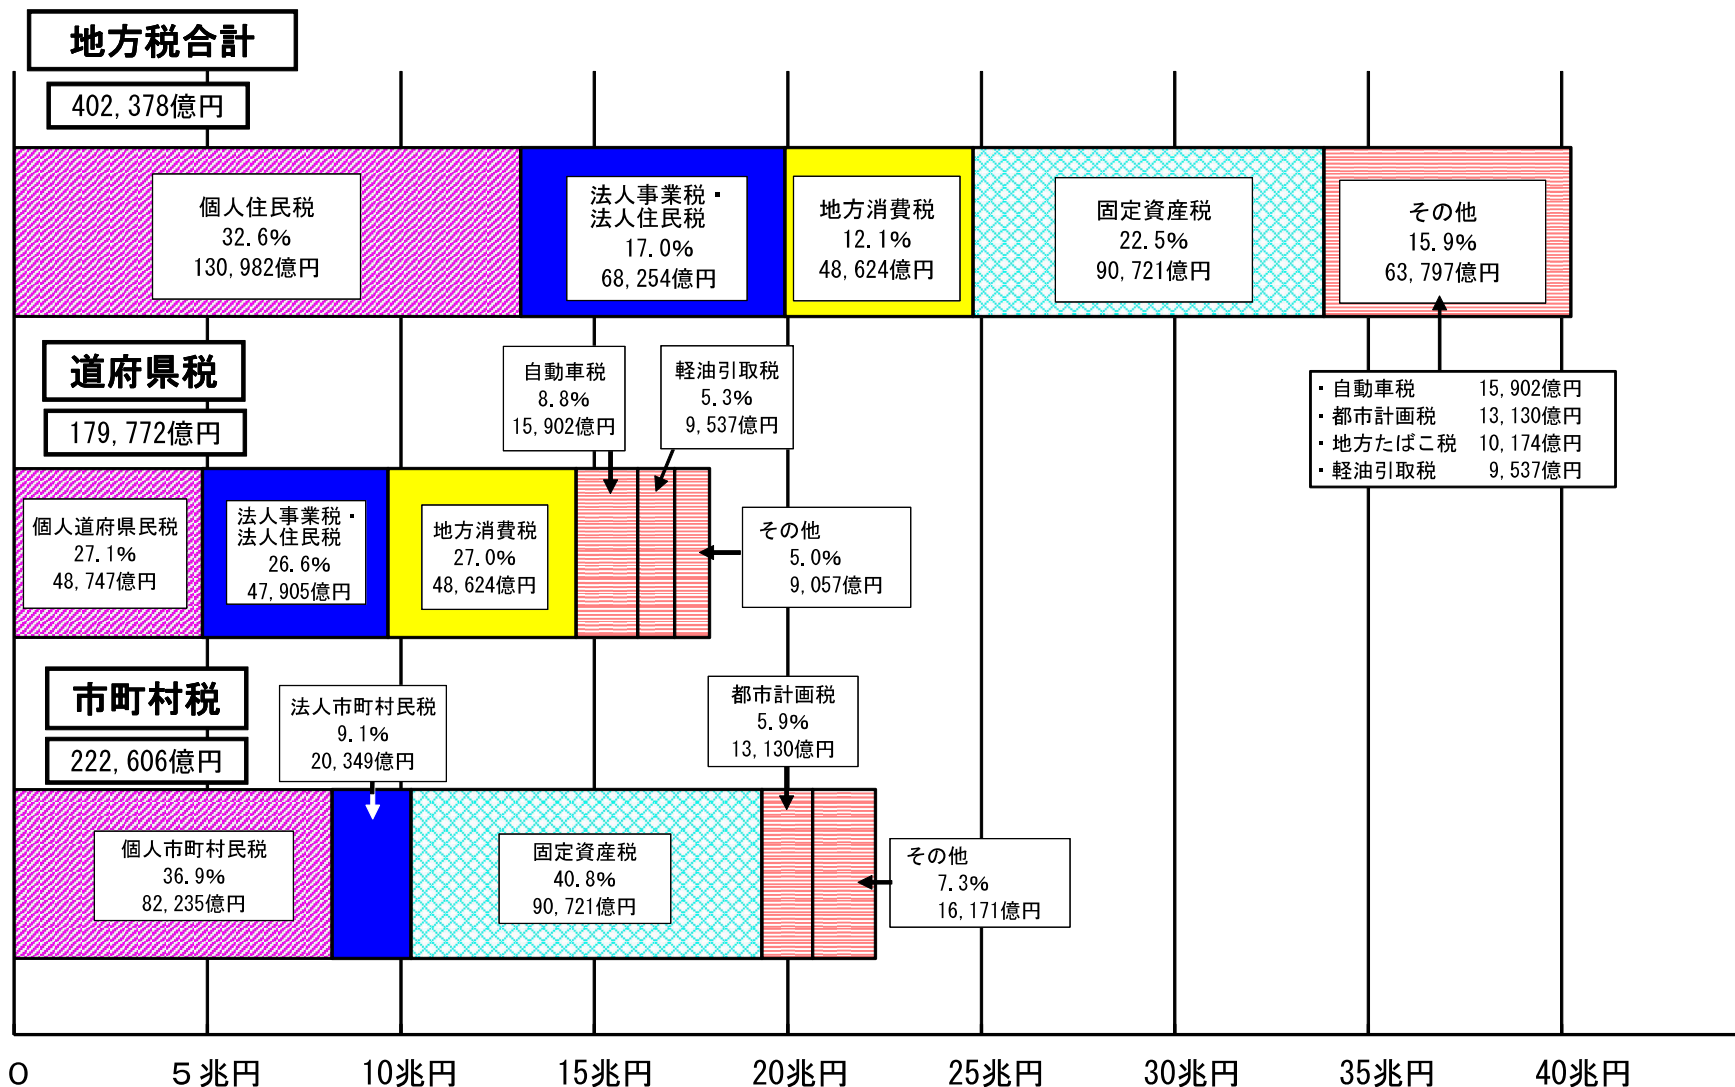 地方税合計
402,378億円
個人住民税
32.6%
130,982億円
法人事業税・
法人住民税
17.0%
68,254億円
地方消費税
12.1%
48,624億円
固定資産税
22.5%
90,721億円
その他
15.9%
63,797億円
・自動車税 15,902億円
・都市計画税 13,130億円
・地方たばこ税 10,174億円
・軽油引取税 9,537億円
道府県税
179,772億円
個人道府県民税
27.1%
48,747億円
法人事業税・
法人住民税
26.6%
47,905億円
地方消費税
27.0%
48,624億円
自動車税
8.8%
15,902億円
軽油引取税
5.3%
9,537億円
その他
5.0%
9,057億円
市町村税
222,606億円
個人市町村民税
36.9%
82,235億円
法人市町村民税
9.1%
20,349億円
固定資産税
40.8%
90,721億円
都市計画税
5.9%
13,130億円
その他
7.3%
16,171億円
0 5兆円 10兆円 15兆円 20兆円 25兆円 30兆円 35兆円 40兆円